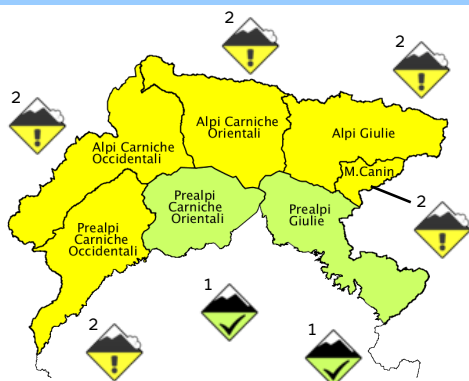 2
2
2
Alpi Carniche
Orientali
Alpi Giulie
Alpi Carniche
Occidentali
M.Canin
2
Prealpi
Carniche
Orientali
Prealpi
Giulie
Prealpi
Carniche
Occidentali
1
2
1